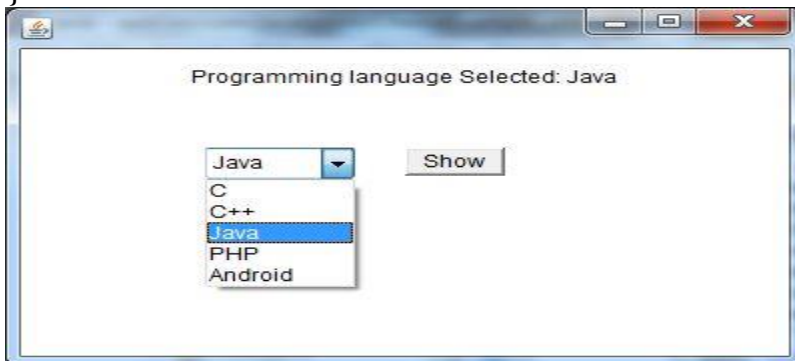 }
Programming language Selected: Java
Java
Show
C
C++
Java
PHP
Android